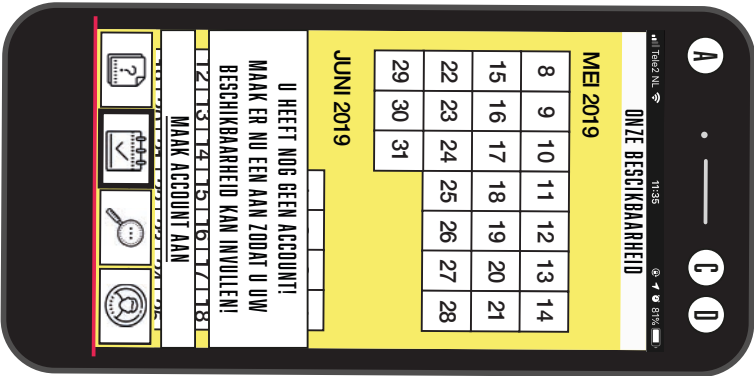 A C D
Tele2 NL 11:35 81%
ONZE BESCIKBAARHEID
MEI 2019
8 9 10 11 12 13 14
15 16 17 18 19 20 21
22 23 24 25 26 27 28
29 30 31
JUNI 2019
U HEEFT NOG GEEN ACCOUNT!
MAAK ER NU EEN AAN ZODAT U UW
BESCHIKBAARHEID KAN INVULLEN!
12 13 14 15 16 17 18
MAAK ACCOUNT AAN